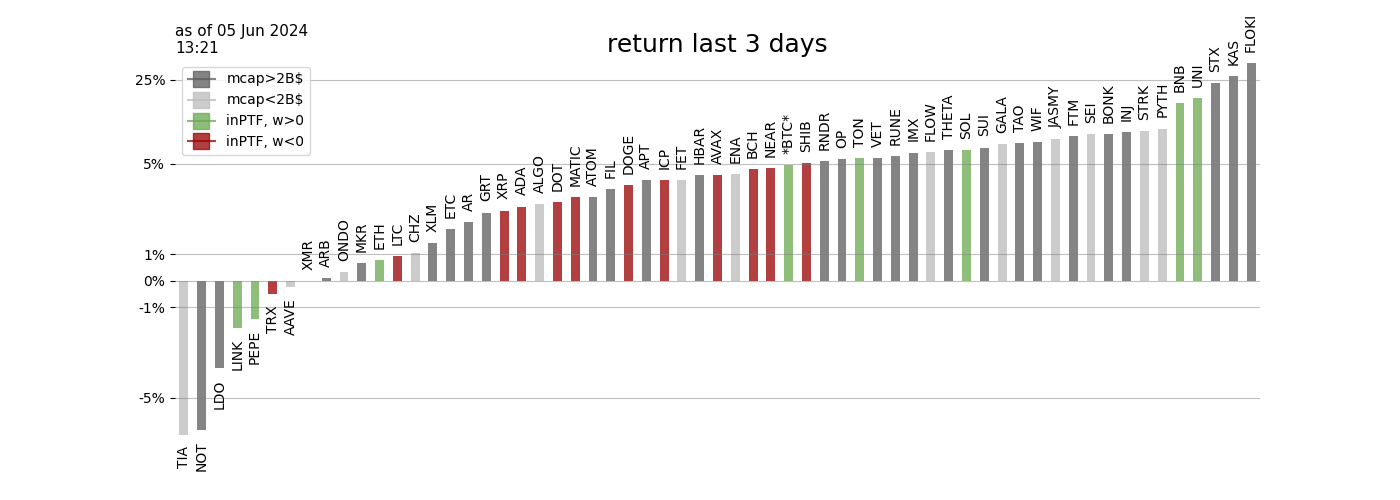 as of 05 Jun 2024
13:21
return last 3 days
mcap>2B$
mcap<2B$
inPTF, w>0
inPTF, w<0
25%
5%
1%
0%
-1%
-5%
TIA
NOT
LDO
LINK
PEPE
TRX
AAVE
XMR
ARB
ONDO
MKR
ETH
LTC
CHZ
XLM
ETC
AR
GRT
XRP
ADA
ALGO
DOT
MATIC
ATOM
FIL
DOGE
APT
ICP
FET
HBAR
AVAX
ENA
BCH
NEAR
*BTC*
SHIB
RNDR
OP
TON
VET
RUNE
IMX
FLOW
THETA
SOL
SUI
GALA
TAO
WIF
JASMY
FTM
SEI
BONK
INJ
STRK
PYTH
BNB
UNI
STX
KAS
FLOKI